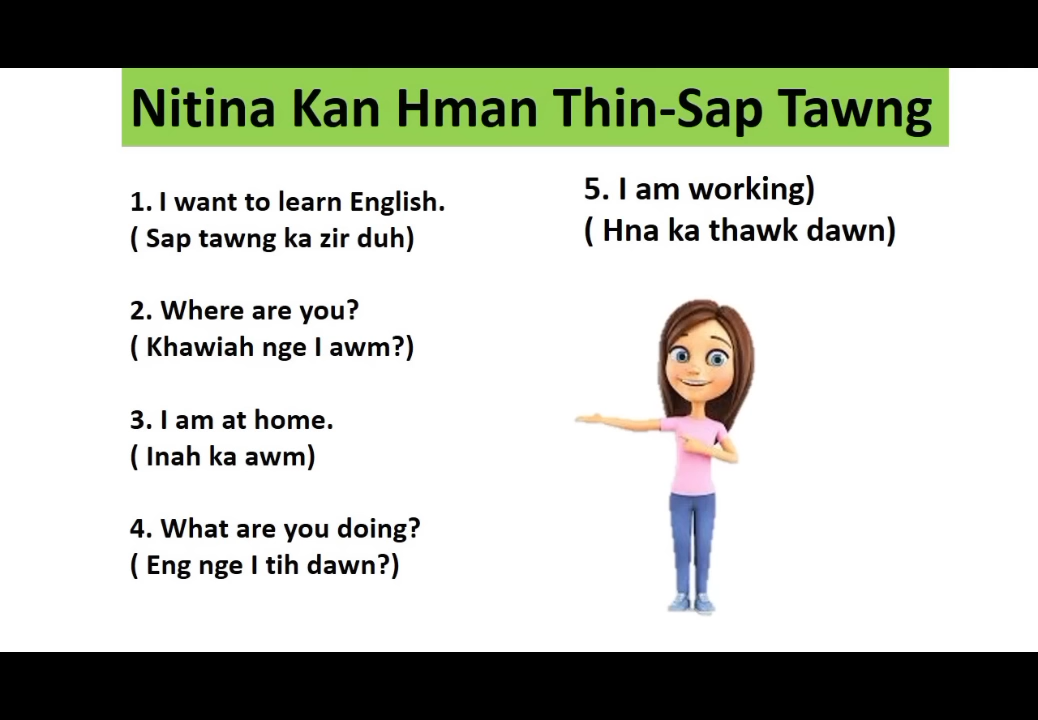 Nitina Kan Hman Thin-Sap Tawng
1. I want to learn English.
( Sap tawng ka zir duh)
2. Where are you?
( Khawiah nge I awm?)
3. I am at home.
( Inah ka awm)
4. What are you doing?
( Eng nge I tih dawn?)
5. I am working)
( Hna ka thawk dawn)